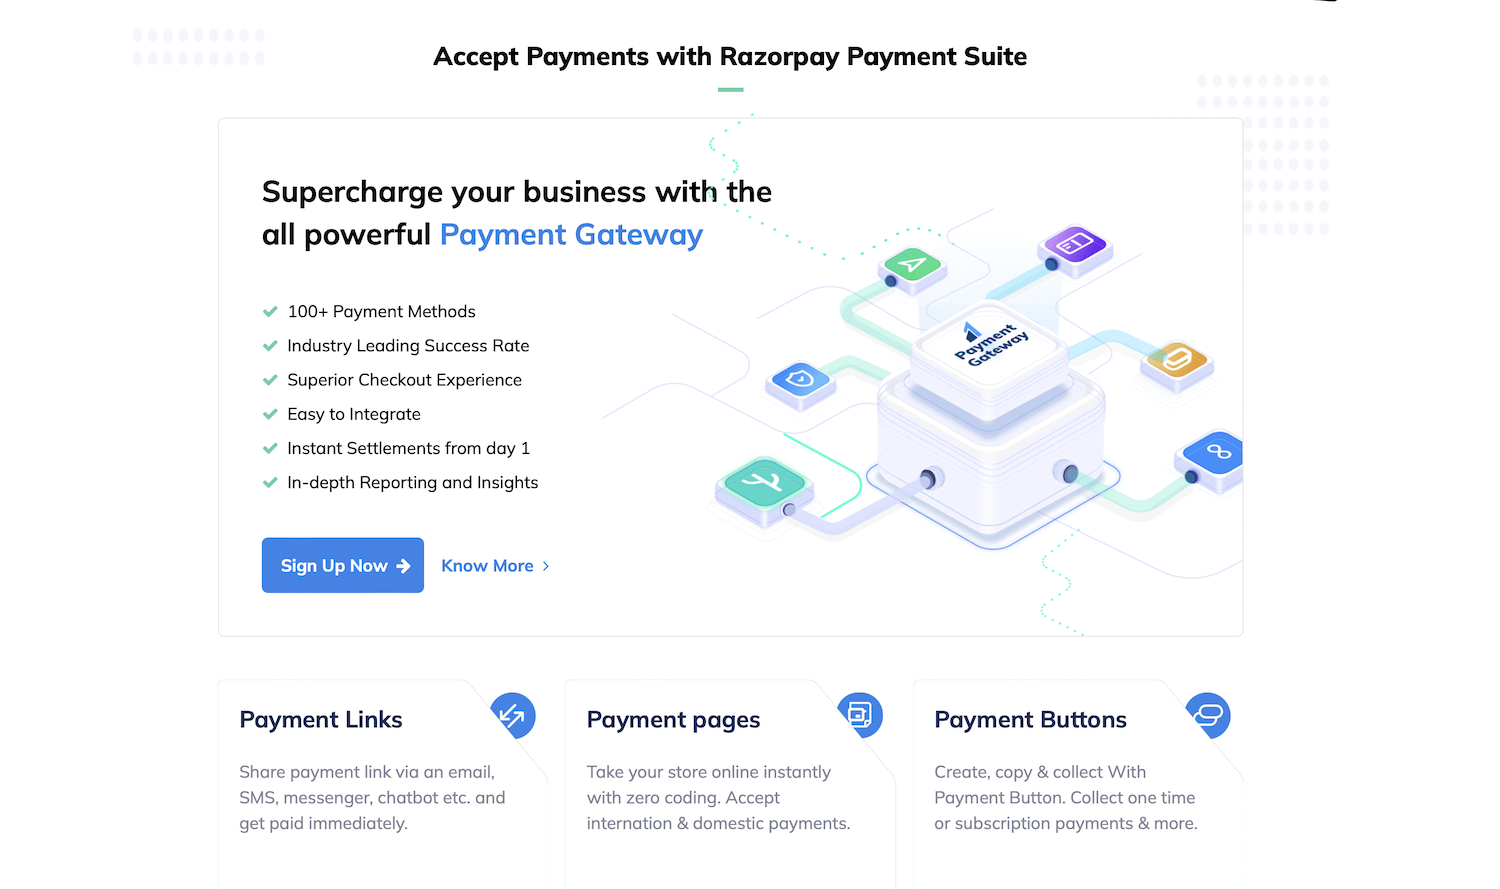 Accept Payments with Razorpay Payment Suite
Supercharge your business with the
all powerful Payment Gateway
100+ Payment Methods
Industry Leading Success Rate
Superior Checkout Experience
Easy to Integrate
Instant Settlements from day 1
In-depth Reporting and Insights
Sign Up Now
Know More
Payment
Gateway
Payment Links
Share payment link via an email,
SMS, messenger, chatbot etc. and
get paid immediately.
Payment pages
Take your store online instantly
with zero coding. Accept
internation & domestic payments.
Payment Buttons
Create, copy & collect With
Payment Button. Collect one time
or subscription payments & more.